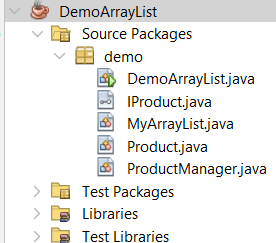 DemoArrayList
Source Packages
demo
DemoArrayList.java
IProduct.java
MyArrayList.java
Product.java
ProductManager.java
Test Packages
Libraries
Test Libraries